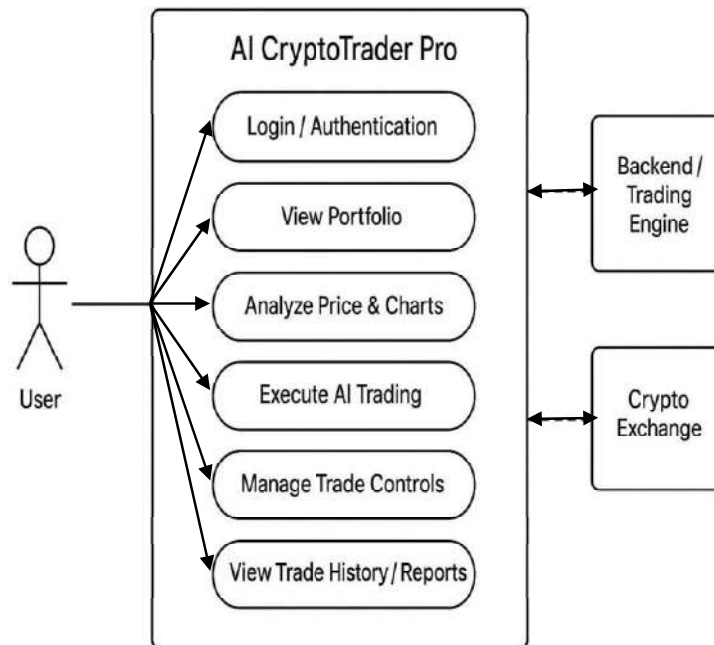 AI CryptoTrader Pro
Login / Authentication
View Portfolio
Analyze Price & Charts
Execute AI Trading
Manage Trade Controls
View Trade History / Reports
User
Backend /
Trading
Engine
Crypto
Exchange